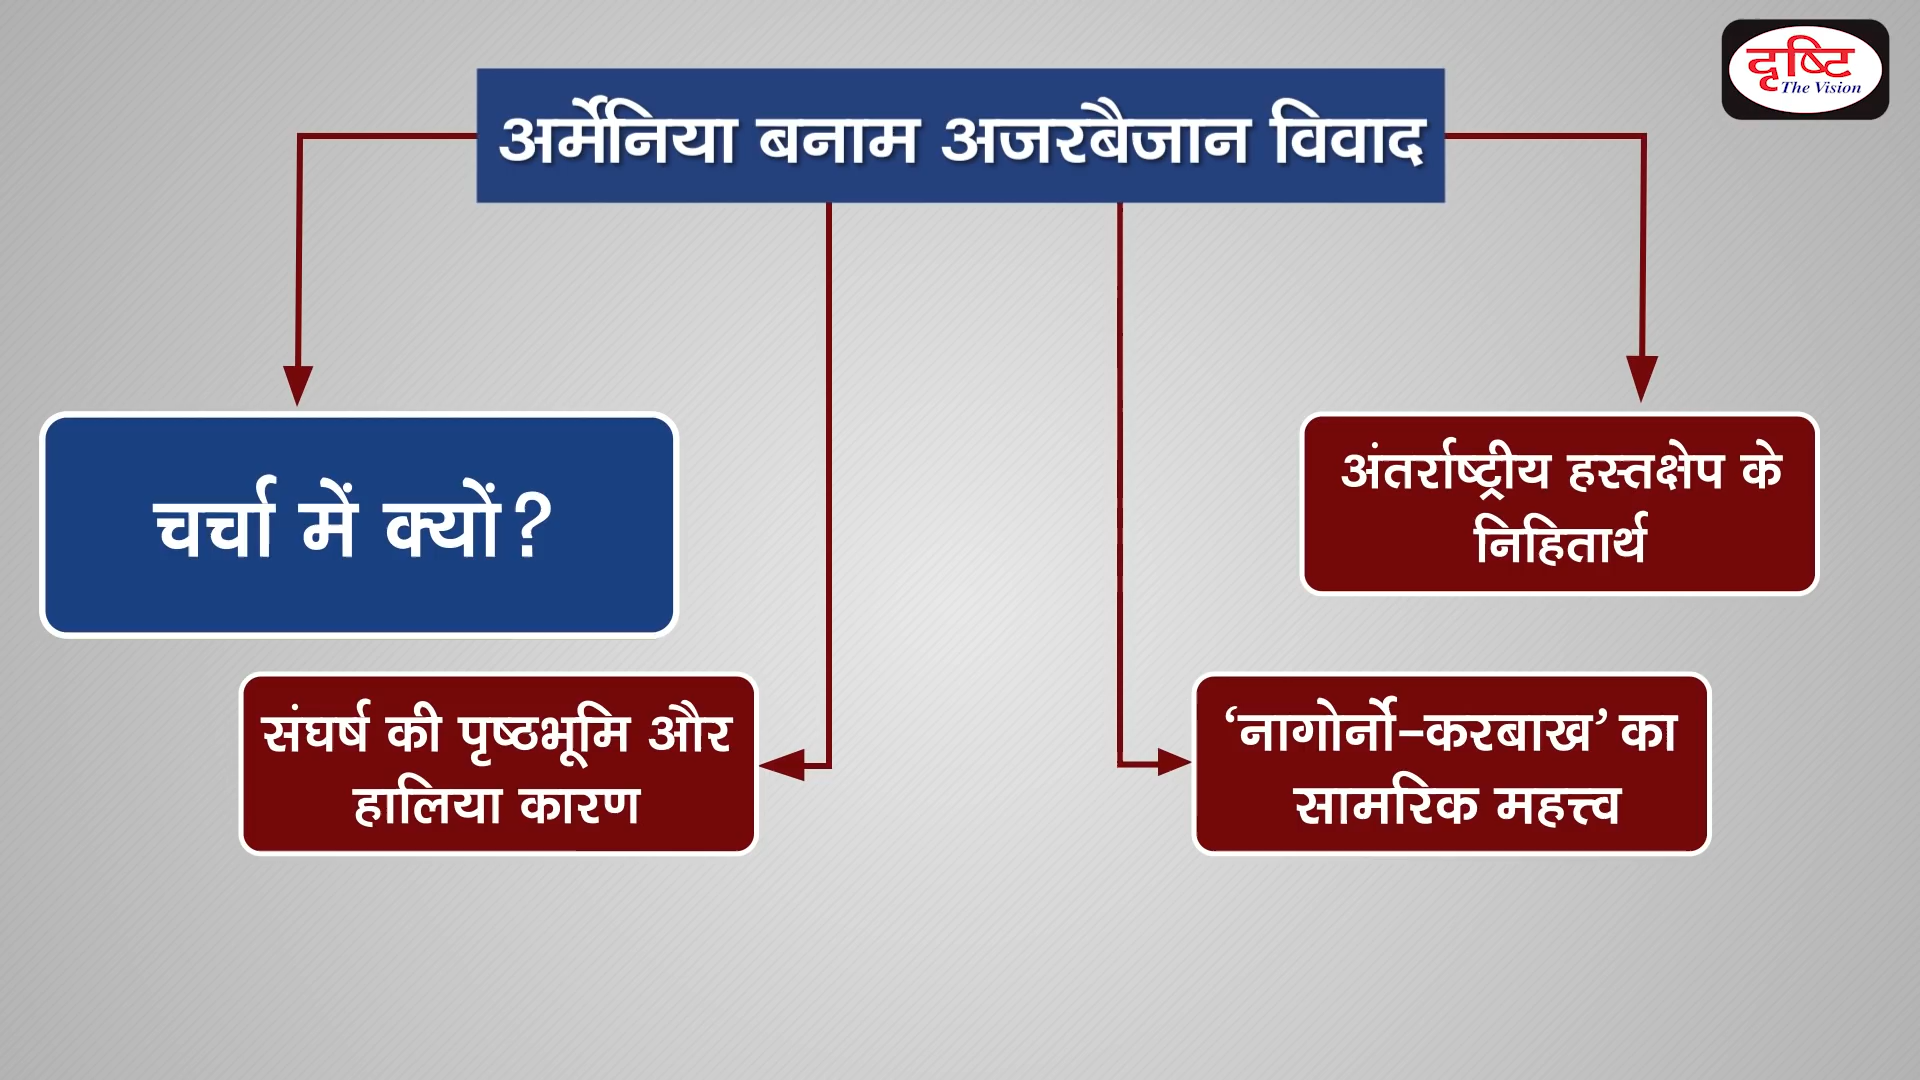 दृष्टि
The Vision
अर्मेनिया बनाम अजरबैजान विवाद
चर्चा में क्यों?
अंतर्राष्ट्रीय हस्तक्षेप के
निहितार्थ
संघर्ष की पृष्ठभूमि और
हालिया कारण
‘नागोर्नो-करबाख’ का
सामरिक महत्त्व